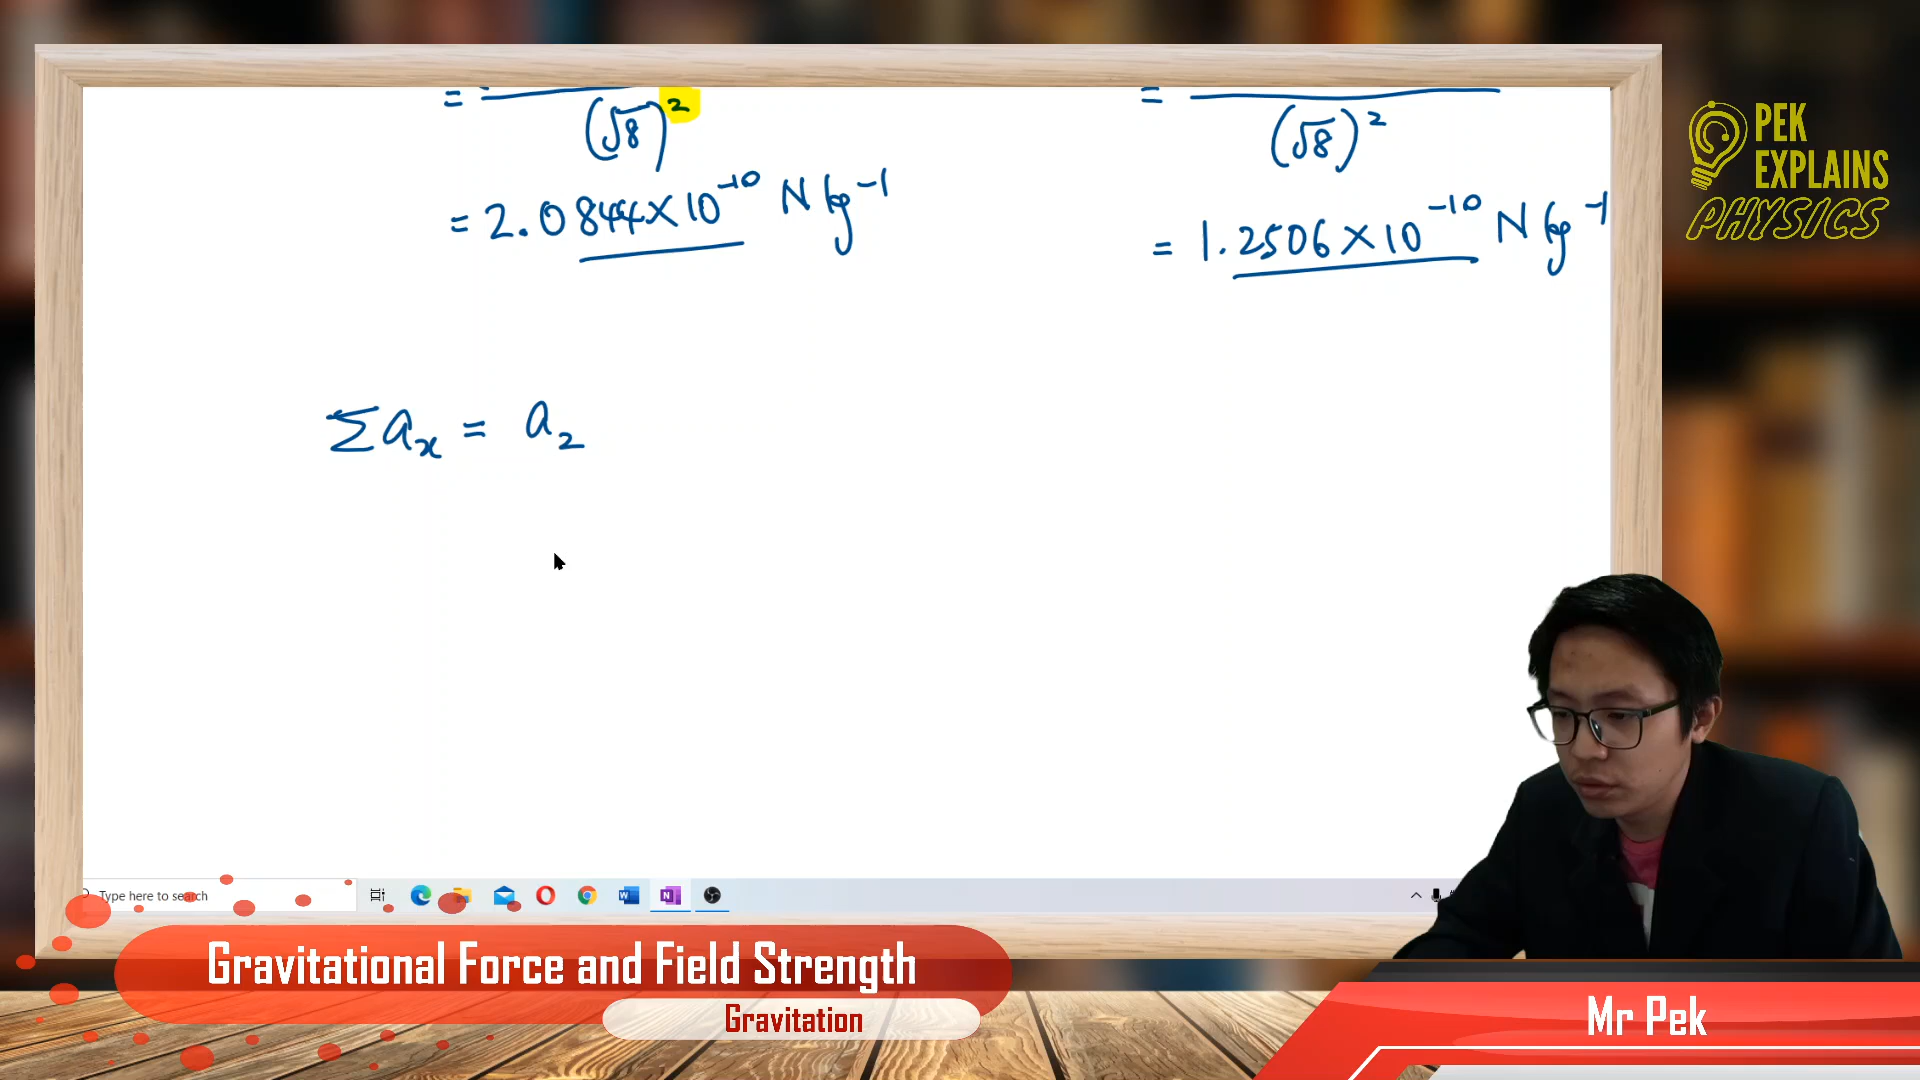 = (√8)²
= 2.0844 × 10⁻¹⁰ N kg⁻¹
= (√8)²
= 1.2506 × 10⁻¹⁰ N kg⁻¹
Σaₓ = a₂
PEK
EXPLAINS
PHYSICS
Type here to search
Gravitational Force and Field Strength
Gravitation
Mr Pek